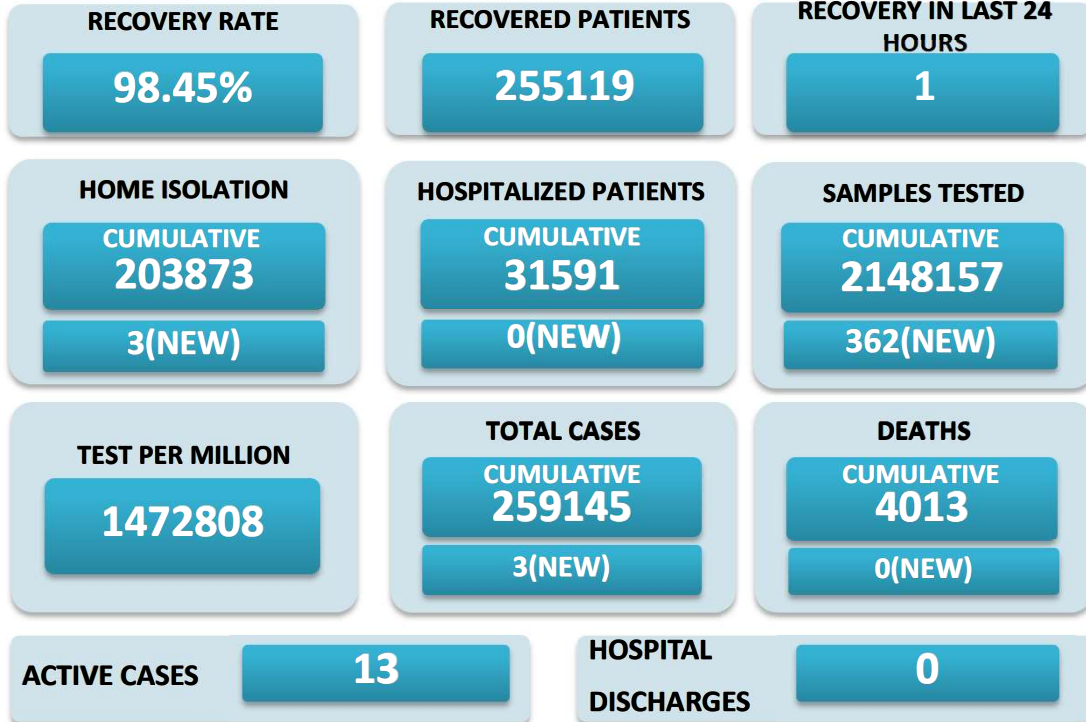 RECOVERY RATE
98.45%
RECOVERED PATIENTS
255119
RECOVERY IN LAST 24
HOURS
1
HOME ISOLATION
CUMULATIVE
203873
3(NEW)
HOSPITALIZED PATIENTS
CUMULATIVE
31591
0(NEW)
SAMPLES TESTED
CUMULATIVE
2148157
362(NEW)
TEST PER MILLION
1472808
TOTAL CASES
CUMULATIVE
259145
3(NEW)
DEATHS
CUMULATIVE
4013
0(NEW)
ACTIVE CASES
13
HOSPITAL
DISCHARGES
0